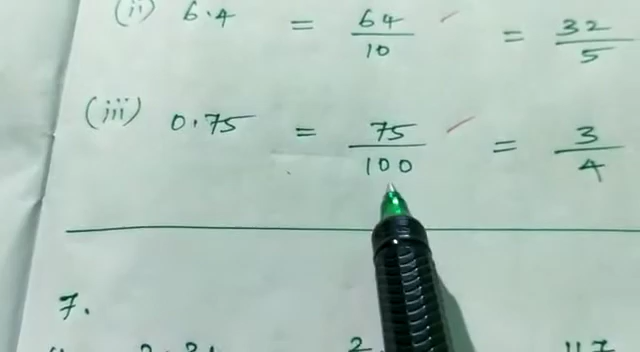 (ii) 6.4 = 64/10 = 32/5
(iii) 0.75 = 75/100 = 3/4
7.